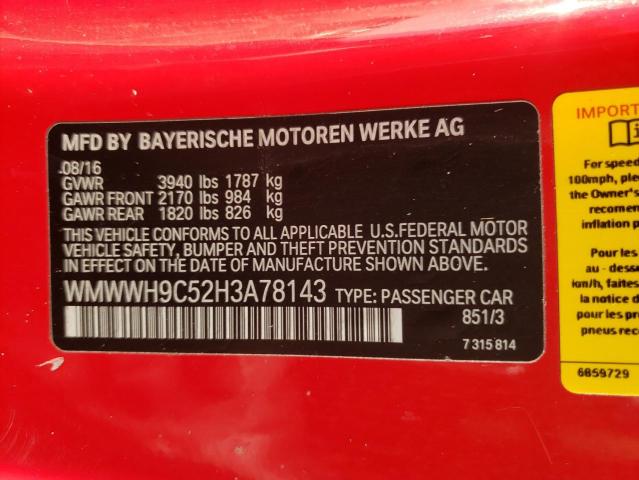 MFD BY BAYERISCHE MOTOREN WERKE AG
08/16
GVWR 3940 lbs 1787 kg
GAWR FRONT 2170 lbs 984 kg
GAWR REAR 1820 lbs 826 kg
THIS VEHICLE CONFORMS TO ALL APPLICABLE U.S.FEDERAL MOTOR
VEHICLE SAFETY, BUMPER AND THEFT PREVENTION STANDARDS
IN EFFECT ON THE DATE OF MANUFACTURE SHOWN ABOVE.
WMWWH9C52H3A78143 TYPE: PASSENGER CAR
851/3
7 315 814
For speed
100mph, ple
the Owner's
recomen
inflation p
Pour les
au - desse
km/h, faites
la notice d
pour les pre
pneus rec
6859729